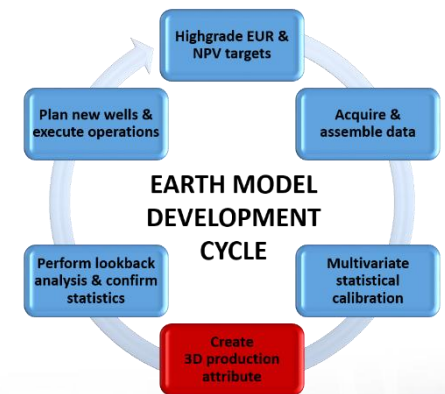 Highgrade EUR &
NPV targets
Acquire &
assemble data
Multivariate
statistical
calibration
Create
3D production
attribute
Perform lookback
analysis & confirm
statistics
Plan new wells &
execute operations
EARTH MODEL
DEVELOPMENT
CYCLE